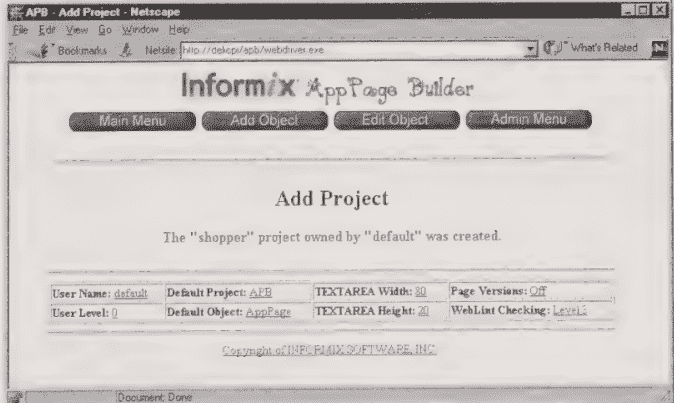 APB - Add Project - Netscape
File Edit View Go Window Help
Bookmarks Netsite: http://dekepi/apb/webdriver.exe What's Related N
Informix AppPage Builder
Main Menu Add Object Edit Object Admin Menu
Add Project
The "shopper" project owned by "default" was created.
User Name: default Default Project: APB TEXTAREA Width: 80 Page Versions: Off
User Level: 0 Default Object: AppPage TEXTAREA Height: 20 WebLint Checking: Level
Copyright of INFORMIX SOFTWARE, INC.
Document: Done